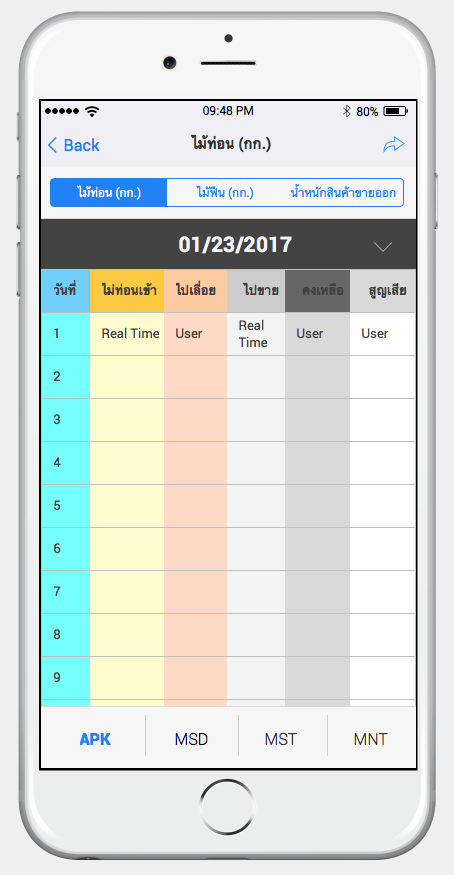 09:48 PM
80%
Back
ไม้ท่อน (กก.)
ไม้ท่อน (กก.)
ไม้ฟืน (กก.)
น้ำหนักสินค้าขายออก
01/23/2017
วันที่
ไม่ท่อนเข้า
ไปเลื่อย
ไปขาย
คงเหลือ
สูญเสีย
1
Real Time
User
Real
Time
User
User
2
3
4
5
6
7
8
9
APK
MSD
MST
MNT